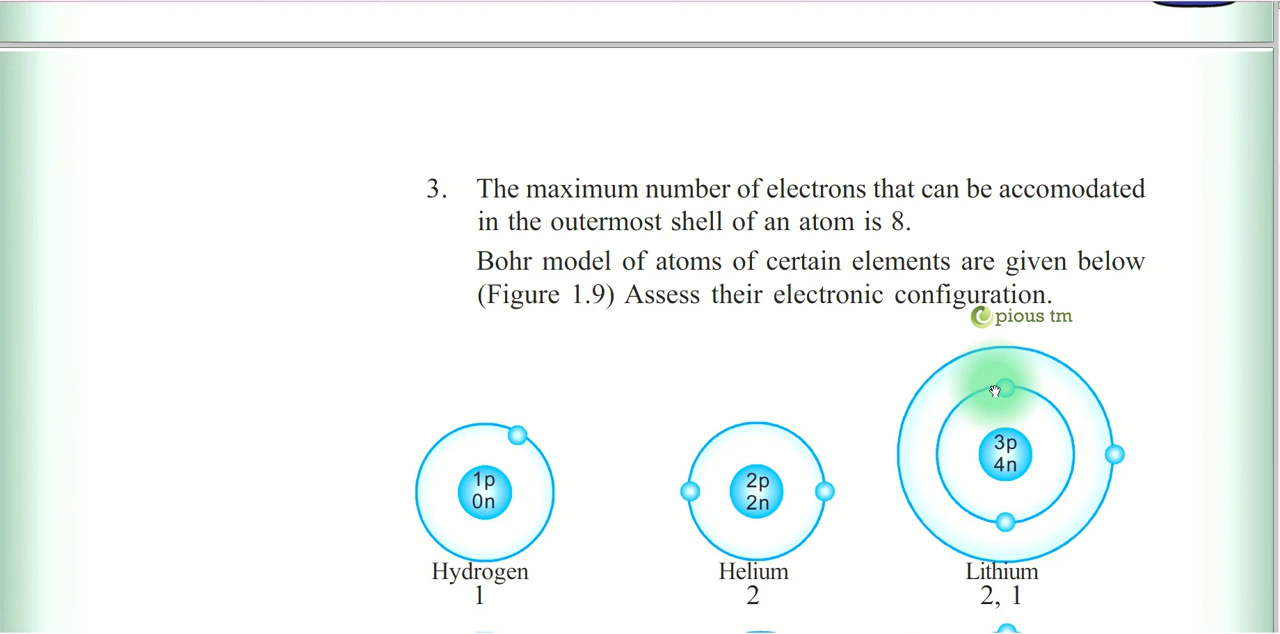 3. The maximum number of electrons that can be accomodated
in the outermost shell of an atom is 8.
Bohr model of atoms of certain elements are given below
(Figure 1.9) Assess their electronic configuration.
pious tm
1p
0n
Hydrogen
1
2p
2n
Helium
2
3p
4n
Lithium
2, 1